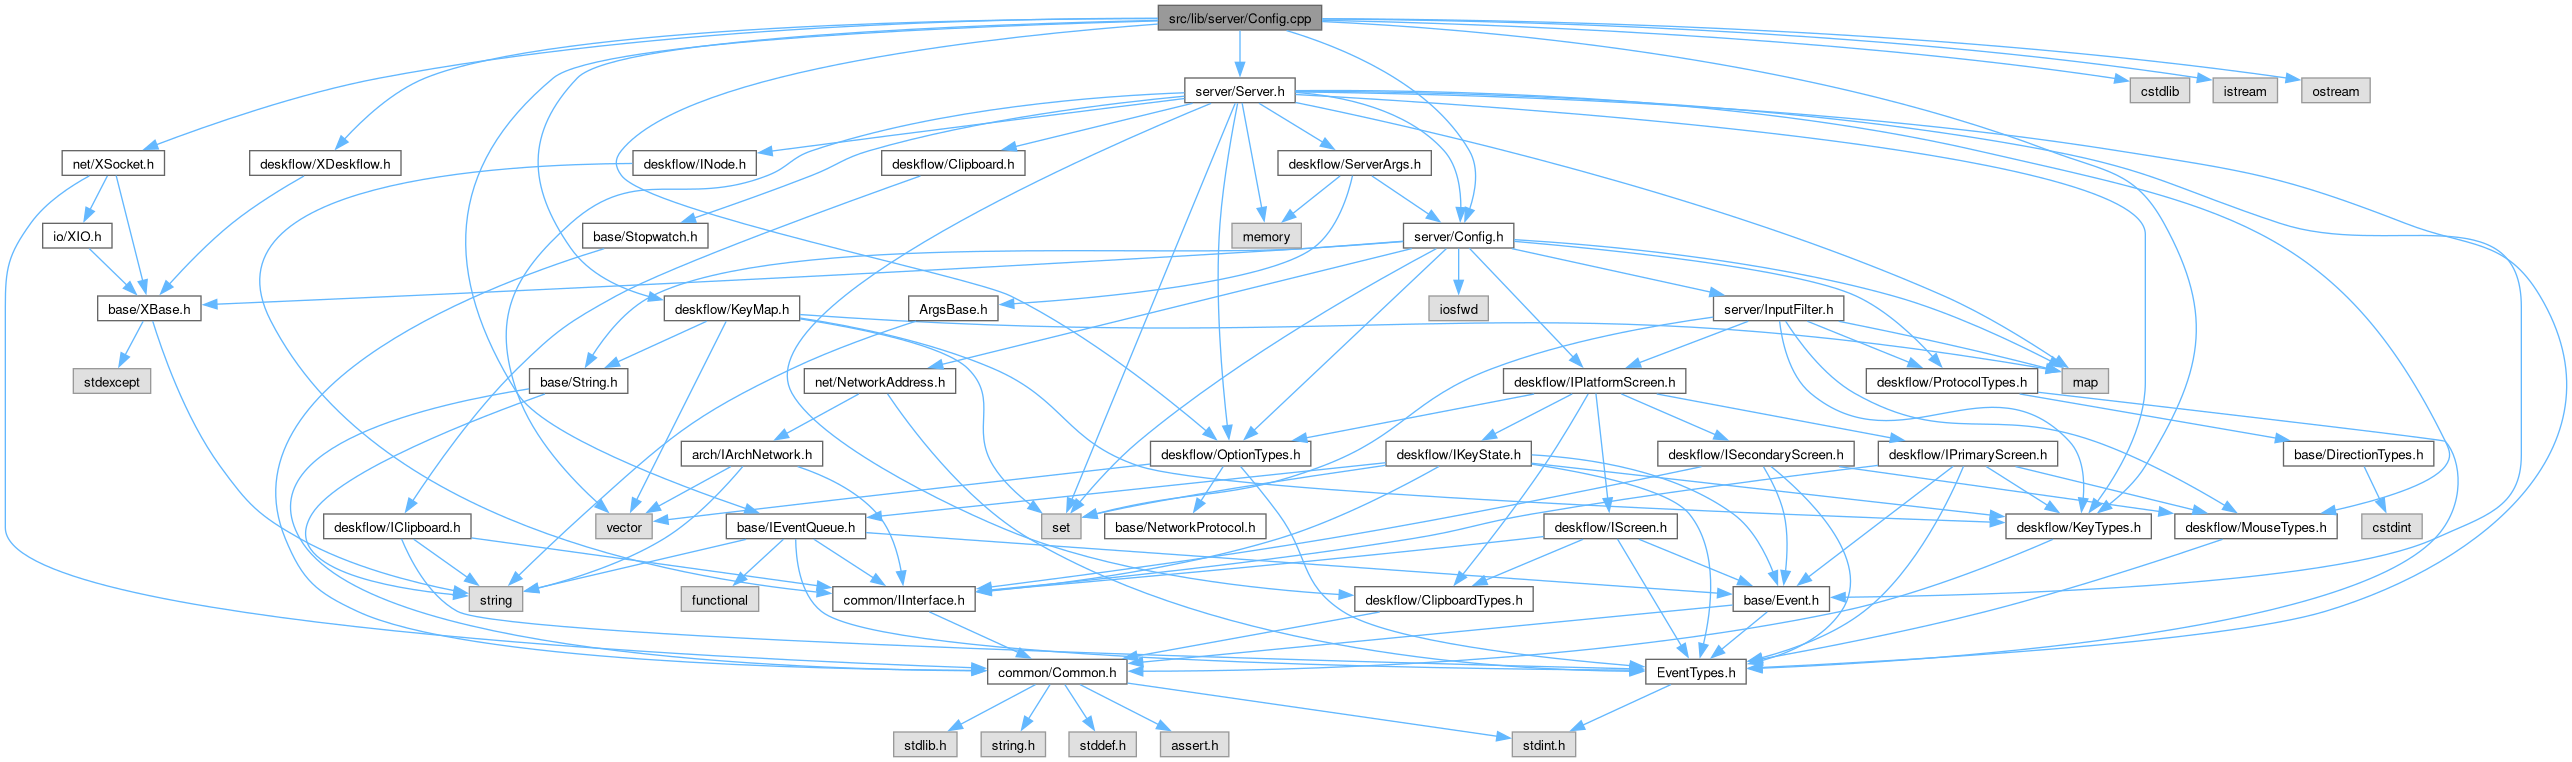 src/lib/server/Config.cpp
server/Server.h
cstdlib
istream
ostream
net/XSocket.h
deskflow/XDeskflow.h
deskflow/INode.h
deskflow/Clipboard.h
deskflow/ServerArgs.h
io/XIO.h
base/Stopwatch.h
memory
server/Config.h
base/XBase.h
deskflow/KeyMap.h
ArgsBase.h
iosfwd
server/InputFilter.h
stdexcept
base/String.h
net/NetworkAddress.h
deskflow/IPlatformScreen.h
deskflow/ProtocolTypes.h
map
arch/IArchNetwork.h
deskflow/OptionTypes.h
deskflow/IKeyState.h
deskflow/ISecondaryScreen.h
deskflow/IPrimaryScreen.h
base/DirectionTypes.h
deskflow/IClipboard.h
vector
base/IEventQueue.h
set
base/NetworkProtocol.h
deskflow/IScreen.h
deskflow/KeyTypes.h
deskflow/MouseTypes.h
cstdint
string
functional
common/IInterface.h
deskflow/ClipboardTypes.h
base/Event.h
common/Common.h
EventTypes.h
stdlib.h
string.h
stddef.h
assert.h
stdint.h